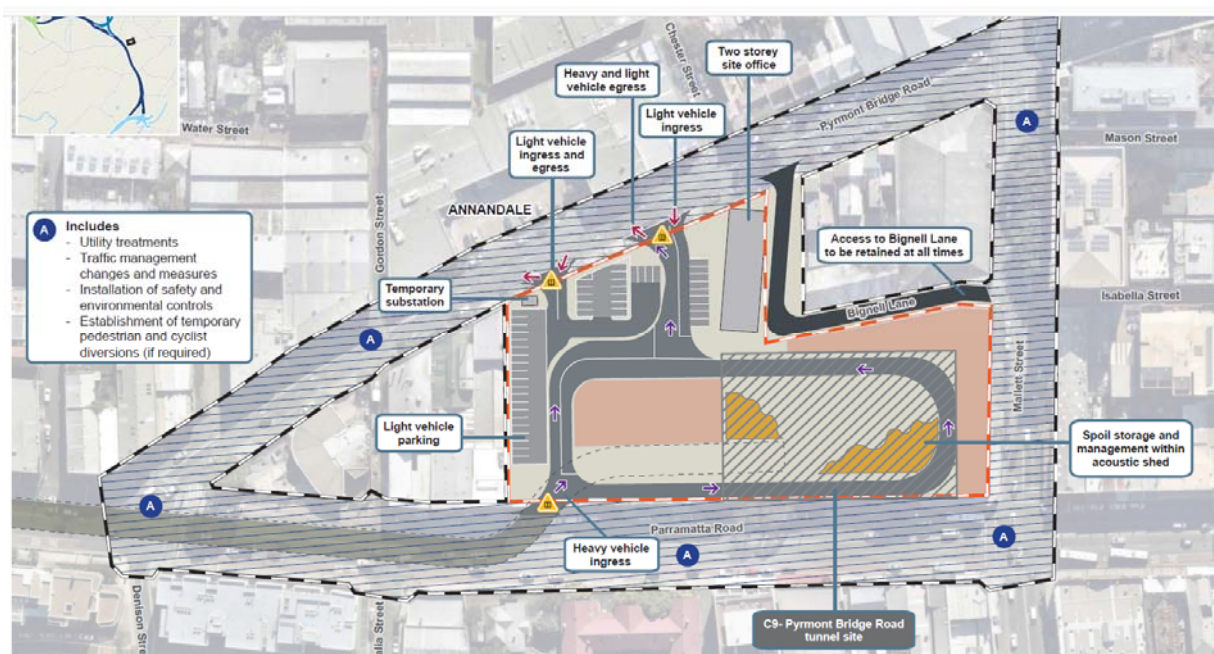 Chester Street
Two storey
site office
Heavy and light
vehicle egress
Light vehicle
ingress
Pyrmont Bridge Road
A
Water Street
Mason Street
Light vehicle
ingress and
egress
ANNANDALE
A Includes
- Utility treatments
- Traffic management
changes and measures
- Installation of safety and
environmental controls
- Establishment of temporary
pedestrian and cyclist
diversions (if required)
Gordon Street
Access to Bignell Lane
to be retained at all times
Temporary
substation
Isabella Street
Bignell Lane
A
Mallett Street
Light vehicle
parking
Spoil storage and
management within
acoustic shed
A
Parramatta Road
A
A
Heavy vehicle
ingress
Denison Stre
alia Street
C9- Pyrmont Bridge Road
tunnel site